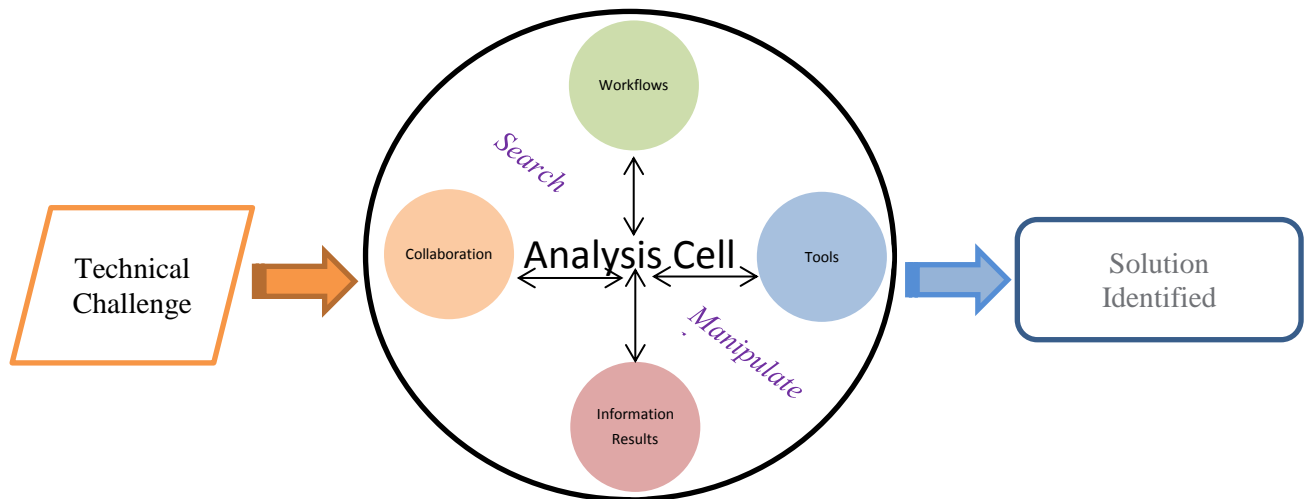 Workflows
Search
Collaboration
Analysis Cell
Tools
Technical
Challenge
Solution
Identified
Manipulate
Information
Results